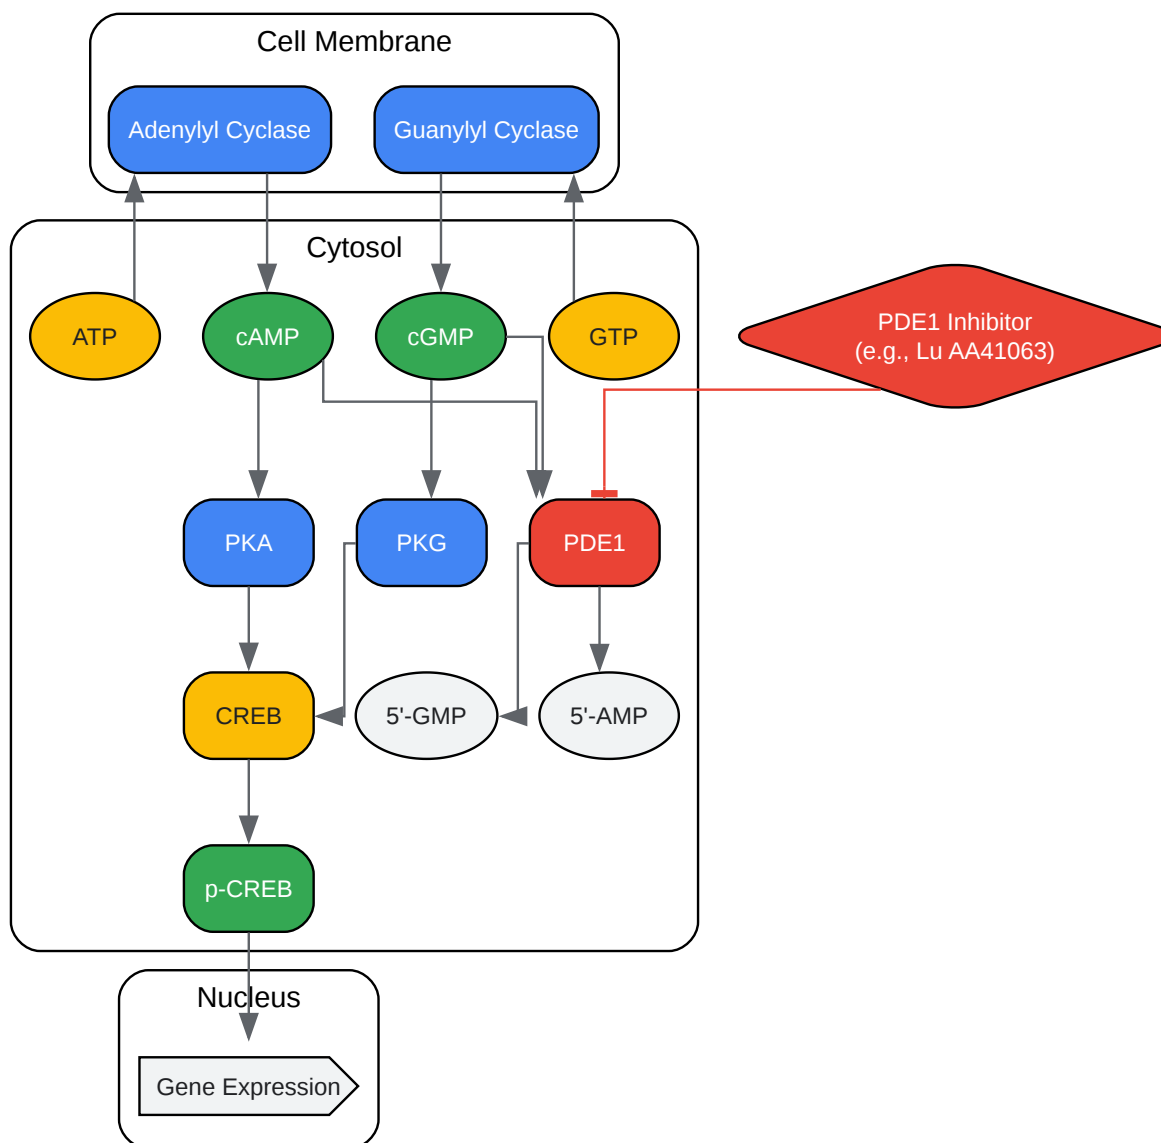 Cell Membrane
Adenylyl Cyclase
Guanylyl Cyclase
Cytosol
ATP
cAMP
cGMP
GTP
PDE1 Inhibitor
(e.g., Lu AA41063)
PKA
PKG
PDE1
CREB
5'-GMP
5'-AMP
p-CREB
Nucleus
Gene Expression